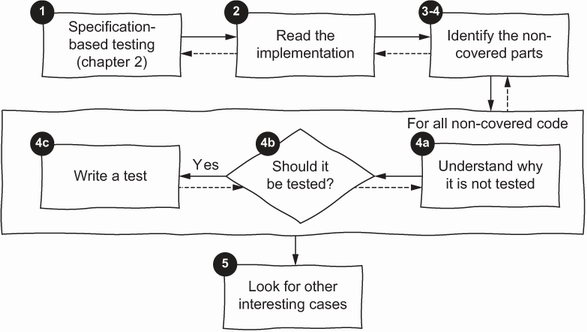 1
Specification-
based testing
(chapter 2)
2
Read the
implementation
3-4
Identify the non-
covered parts
For all non-covered code
4a
Understand why
it is not tested
4b
Should it
be tested?
Yes
4c
Write a test
5
Look for other
interesting cases